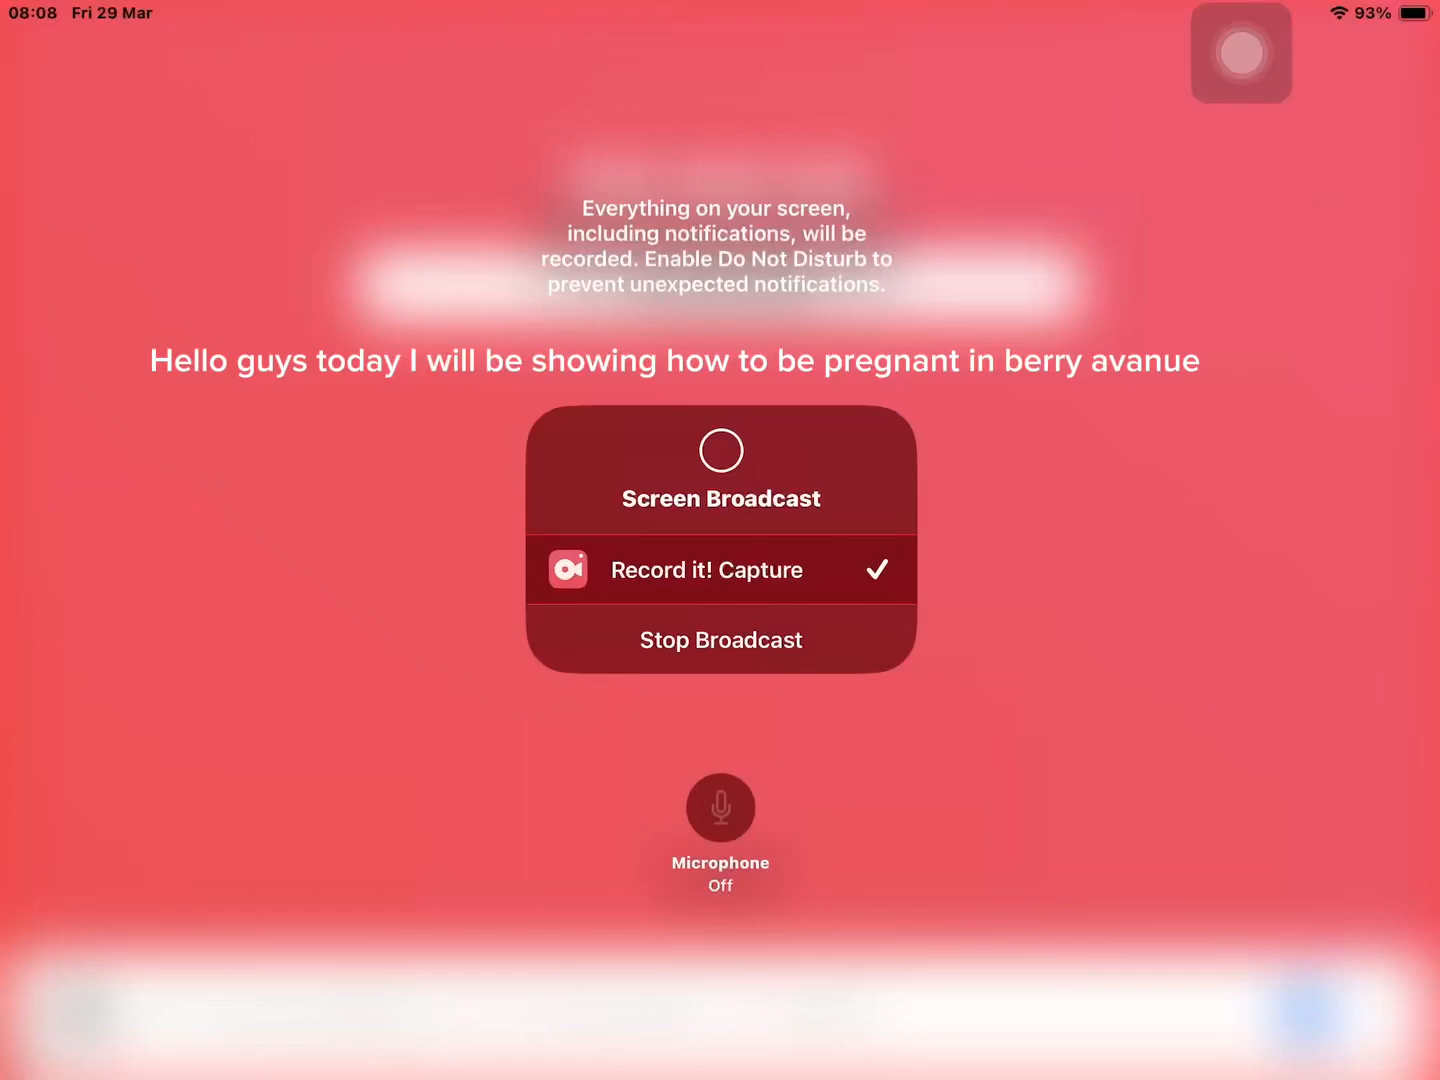 08:08 Fri 29 Mar 93%
Everything on your screen,
including notifications, will be
recorded. Enable Do Not Disturb to
prevent unexpected notifications.
Hello guys today I will be showing how to be pregnant in berry avanue
Screen Broadcast
Record it! Capture
Stop Broadcast
Microphone
Off